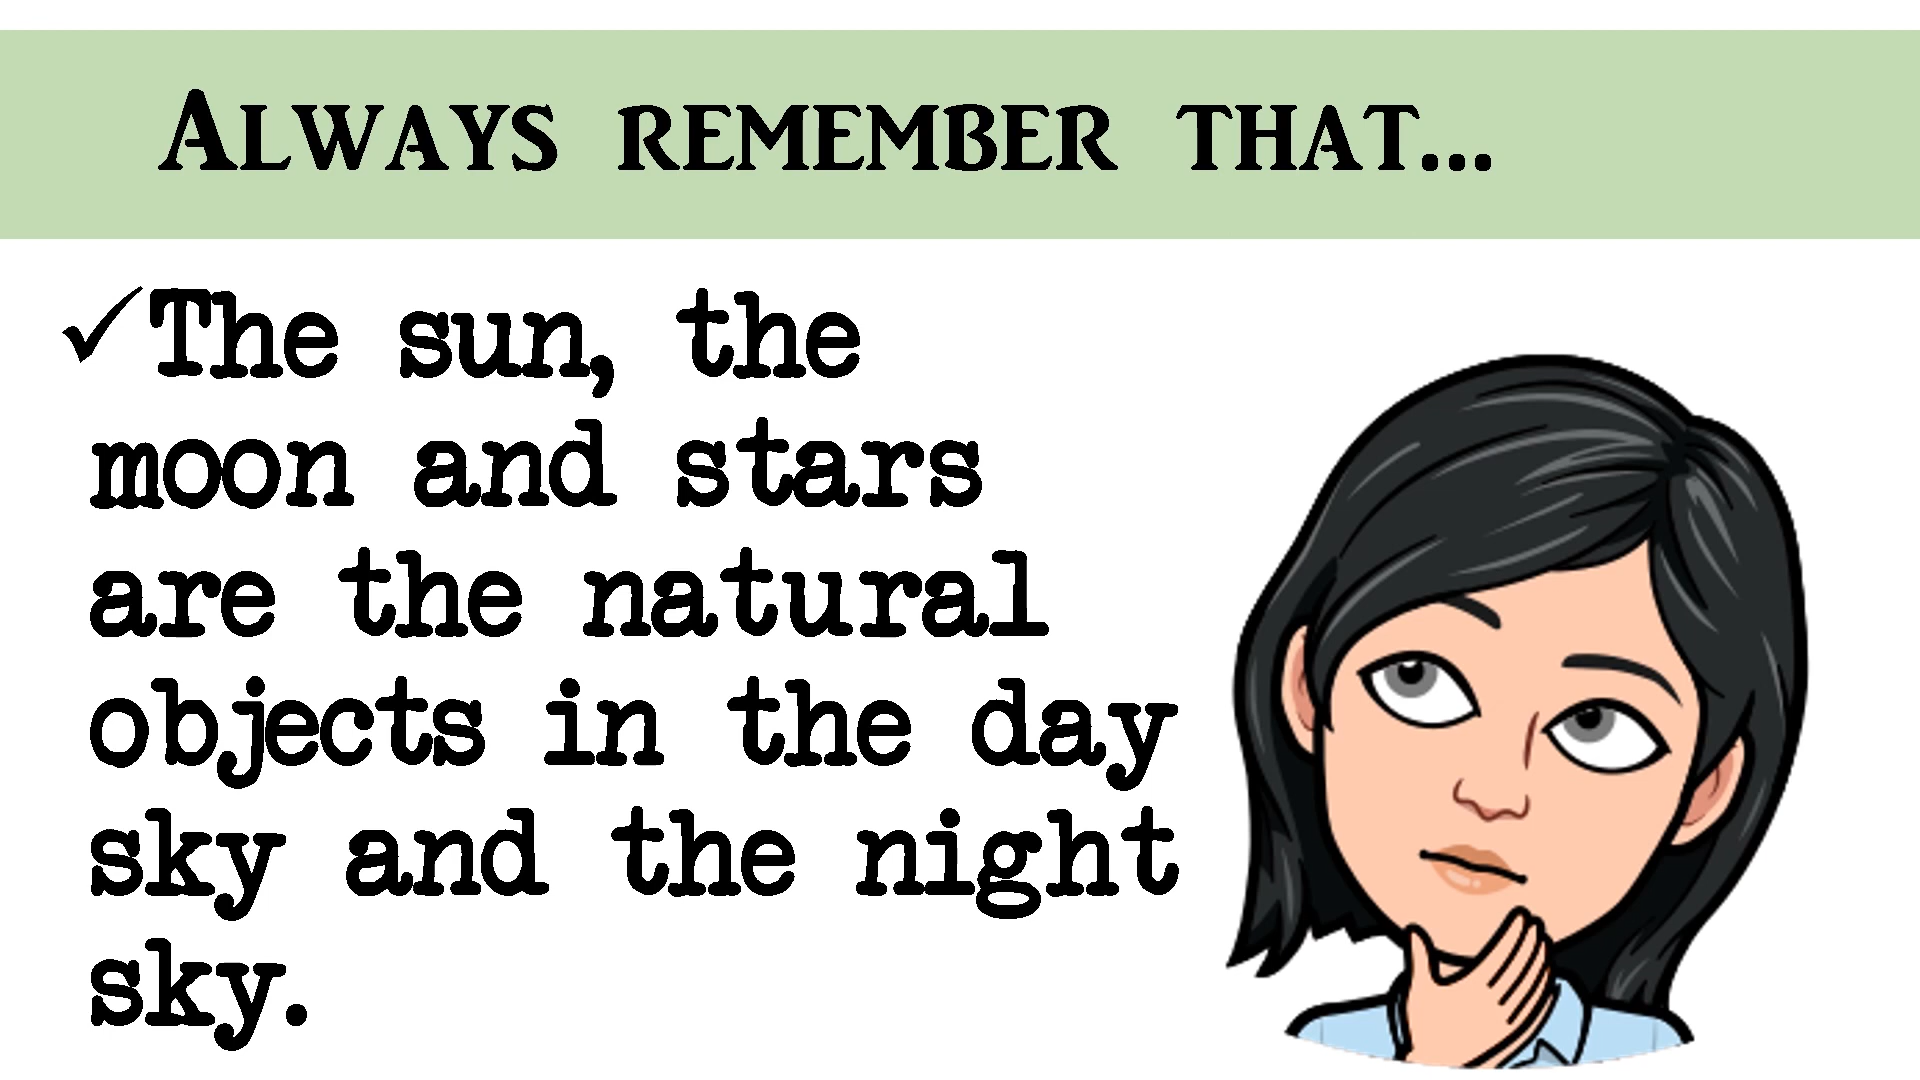 Always remember that...
✓The sun, the
moon and stars
are the natural
objects in the day
sky and the night
sky.